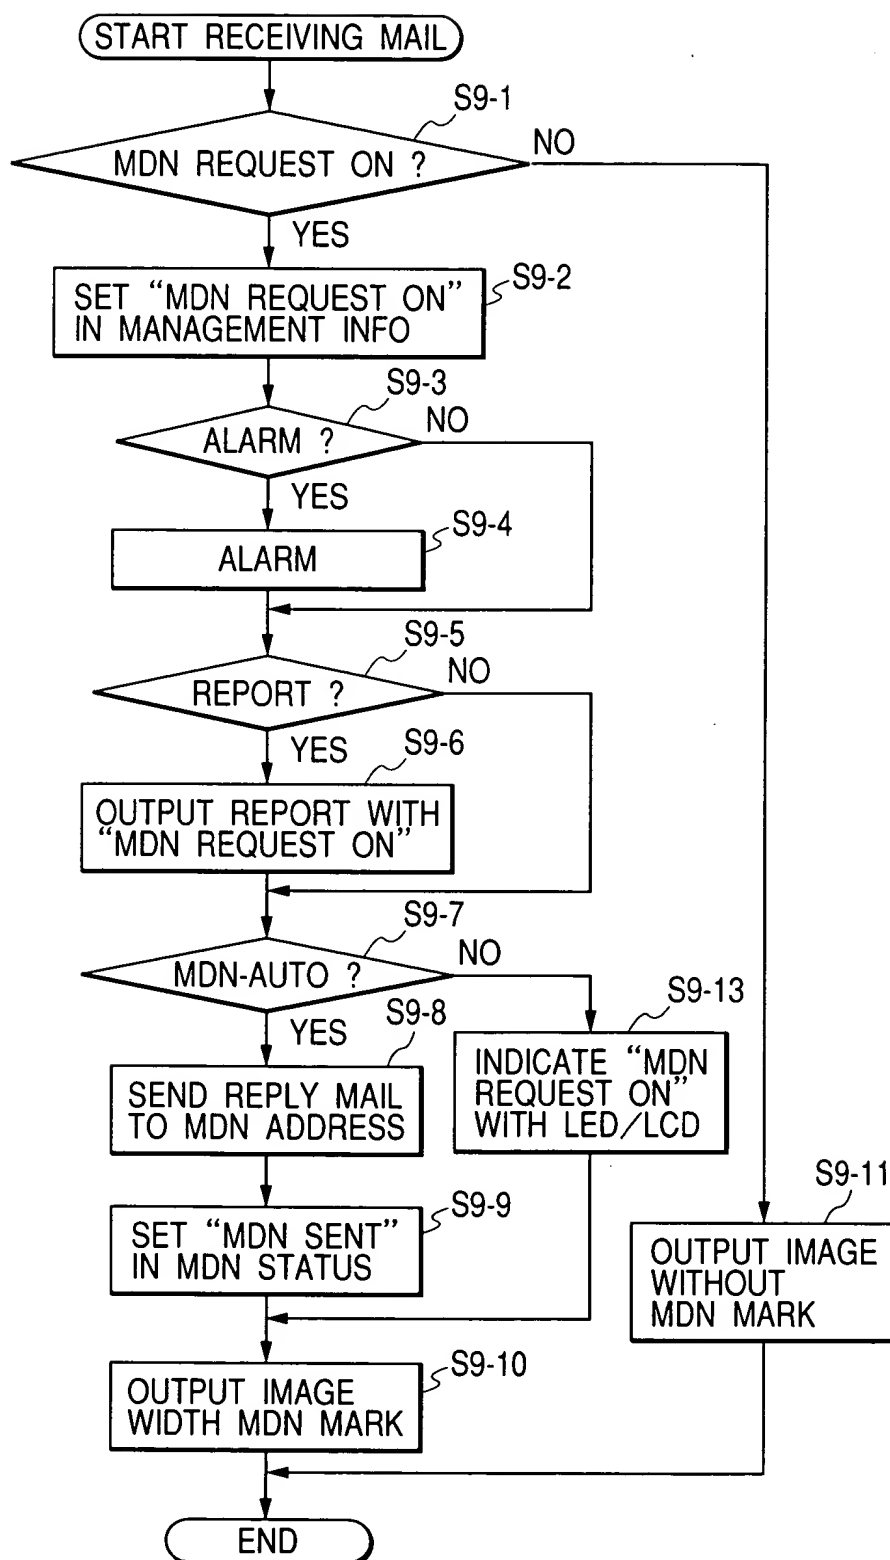 START RECEIVING MAIL
S9-1
MDN REQUEST ON ?
NO
YES
S9-2
SET “MDN REQUEST ON”
IN MANAGEMENT INFO
S9-3
ALARM ?
NO
YES
S9-4
ALARM
S9-5
REPORT ?
NO
YES
S9-6
OUTPUT REPORT WITH
“MDN REQUEST ON”
S9-7
MDN-AUTO ?
NO
YES
S9-8
SEND REPLY MAIL
TO MDN ADDRESS
S9-13
INDICATE “MDN
REQUEST ON”
WITH LED/LCD
S9-9
SET “MDN SENT”
IN MDN STATUS
S9-11
OUTPUT IMAGE
WITHOUT
MDN MARK
S9-10
OUTPUT IMAGE
WIDTH MDN MARK
END